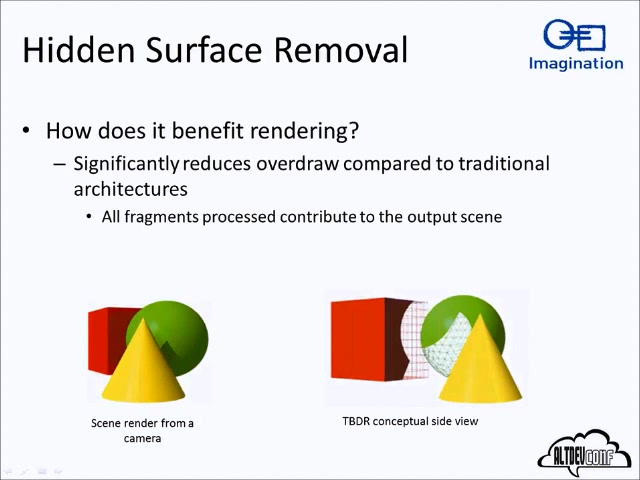 Hidden Surface Removal
Imagination
• How does it benefit rendering?
– Significantly reduces overdraw compared to traditional
architectures
• All fragments processed contribute to the output scene
Scene render from a
camera
TBDR conceptual side view
ALTDEVCONF